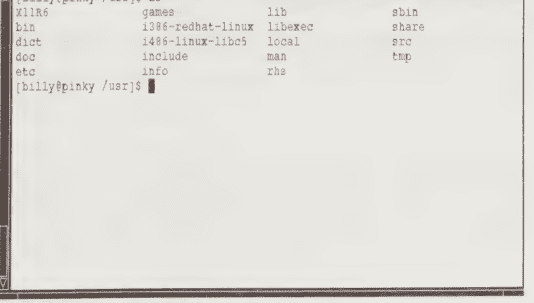 X11R6 games lib sbin
bin i386-redhat-linux libexec share
dict i486-linux-libc5 local src
doc include man tmp
etc info rhs
[billy@pinky /usr]$